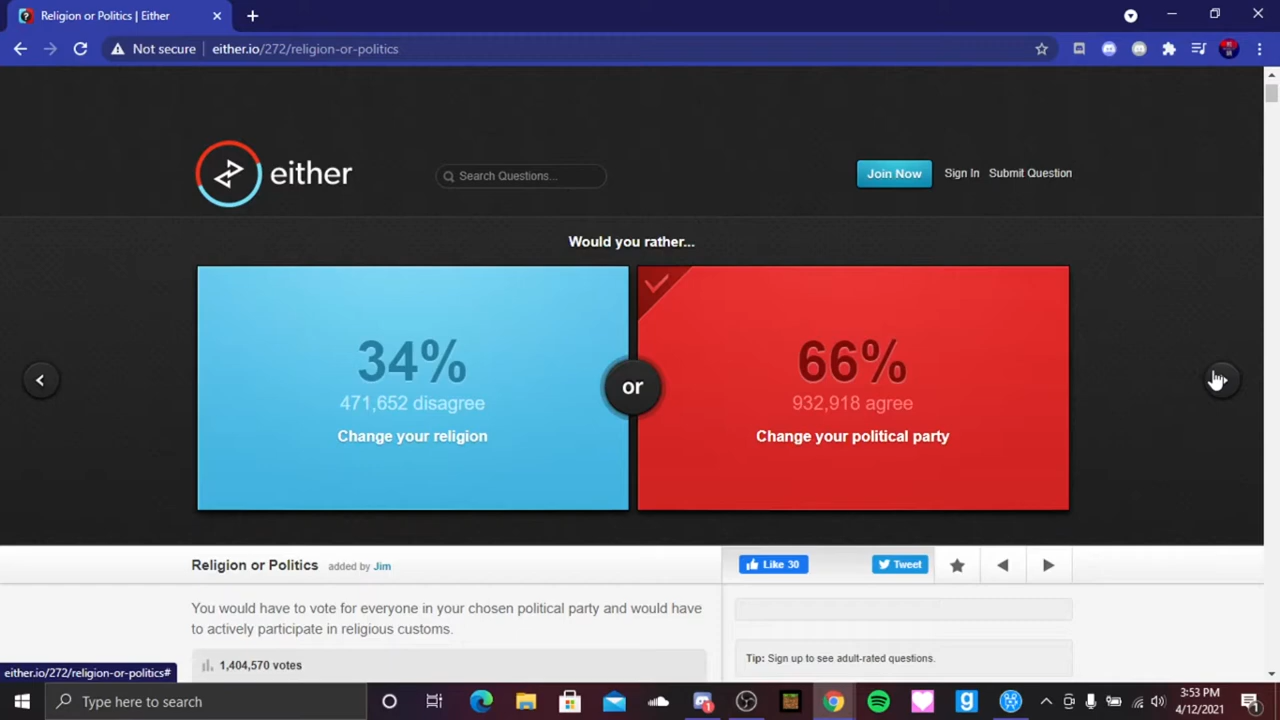 Religion or Politics | Either
Not secure either.io/272/religion-or-politics
either
Search Questions...
Join Now Sign In Submit Question
Would you rather...
34%
471,652 disagree
Change your religion
or
66%
932,918 agree
Change your political party
Religion or Politics added by Jim
Like 30
Tweet
You would have to vote for everyone in your chosen political party and would have
to actively participate in religious customs.
1,404,570 votes
Tip: Sign up to see adult-rated questions.
either.io/272/religion-or-politics#
Type here to search
3:53 PM
4/12/2021